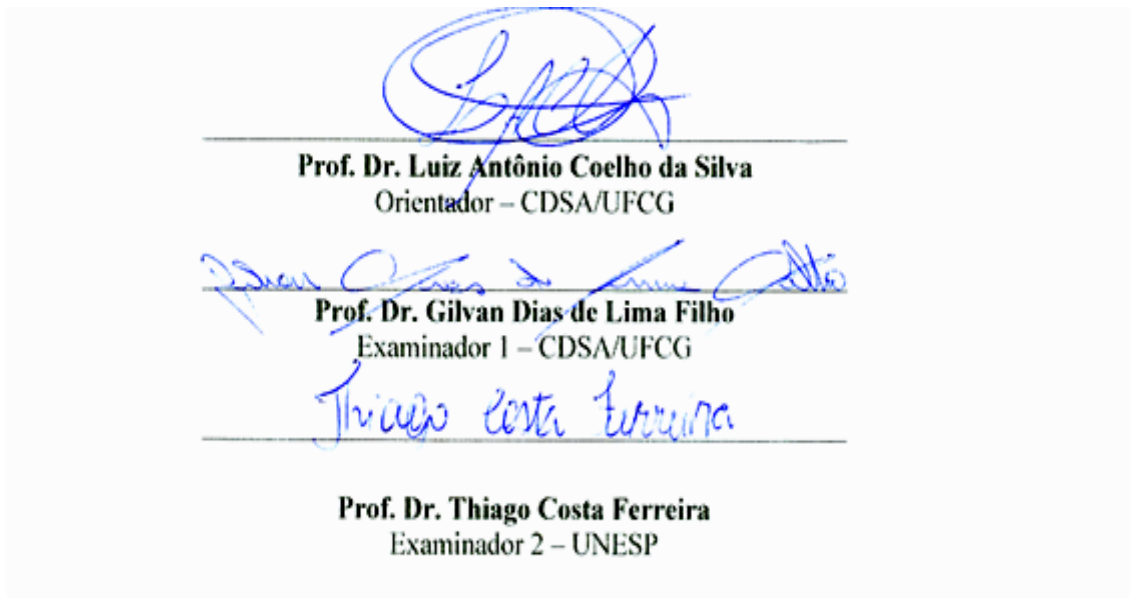 Prof. Dr. Luiz Antônio Coelho da Silva
Orientador – CDSA/UFCG
Prof. Dr. Gilvan Dias de Lima Filho
Examinador 1 – CDSA/UFCG
Thiago Costa Ferreira
Prof. Dr. Thiago Costa Ferreira
Examinador 2 – UNESP